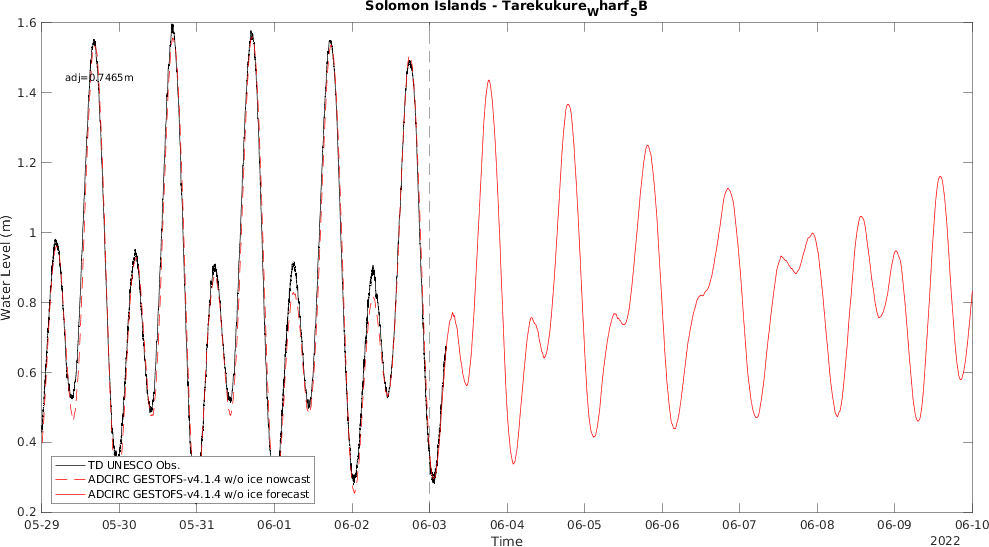 Solomon Islands - TarekukureWharfSB
1.6
1.4
1.2
1
0.8
0.6
0.4
0.2
Water Level (m)
adj=0.7465m
TD UNESCO Obs.
ADCIRC GESTOFS-v4.1.4 w/o ice nowcast
ADCIRC GESTOFS-v4.1.4 w/o ice forecast
05-29 05-30 05-31 06-01 06-02 06-03 06-04 06-05 06-06 06-07 06-08 06-09 06-10
Time
2022